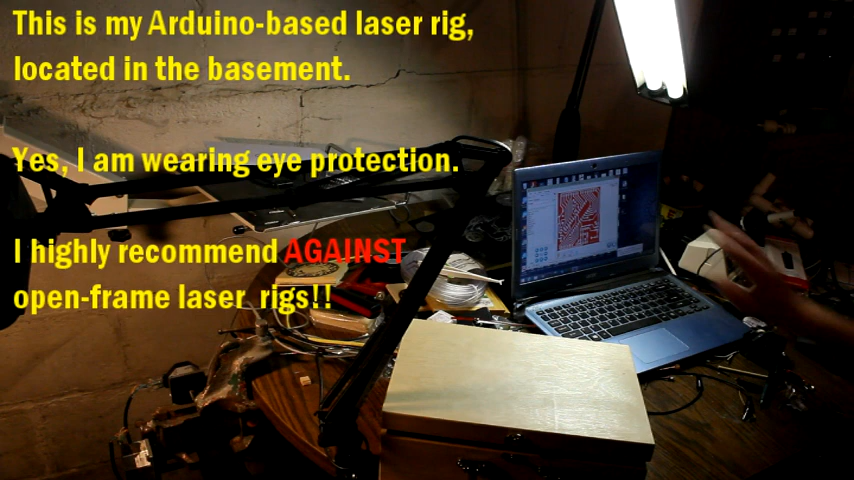 This is my Arduino-based laser rig,
located in the basement.
Yes, I am wearing eye protection.
I highly recommend AGAINST
open-frame laser rigs!!